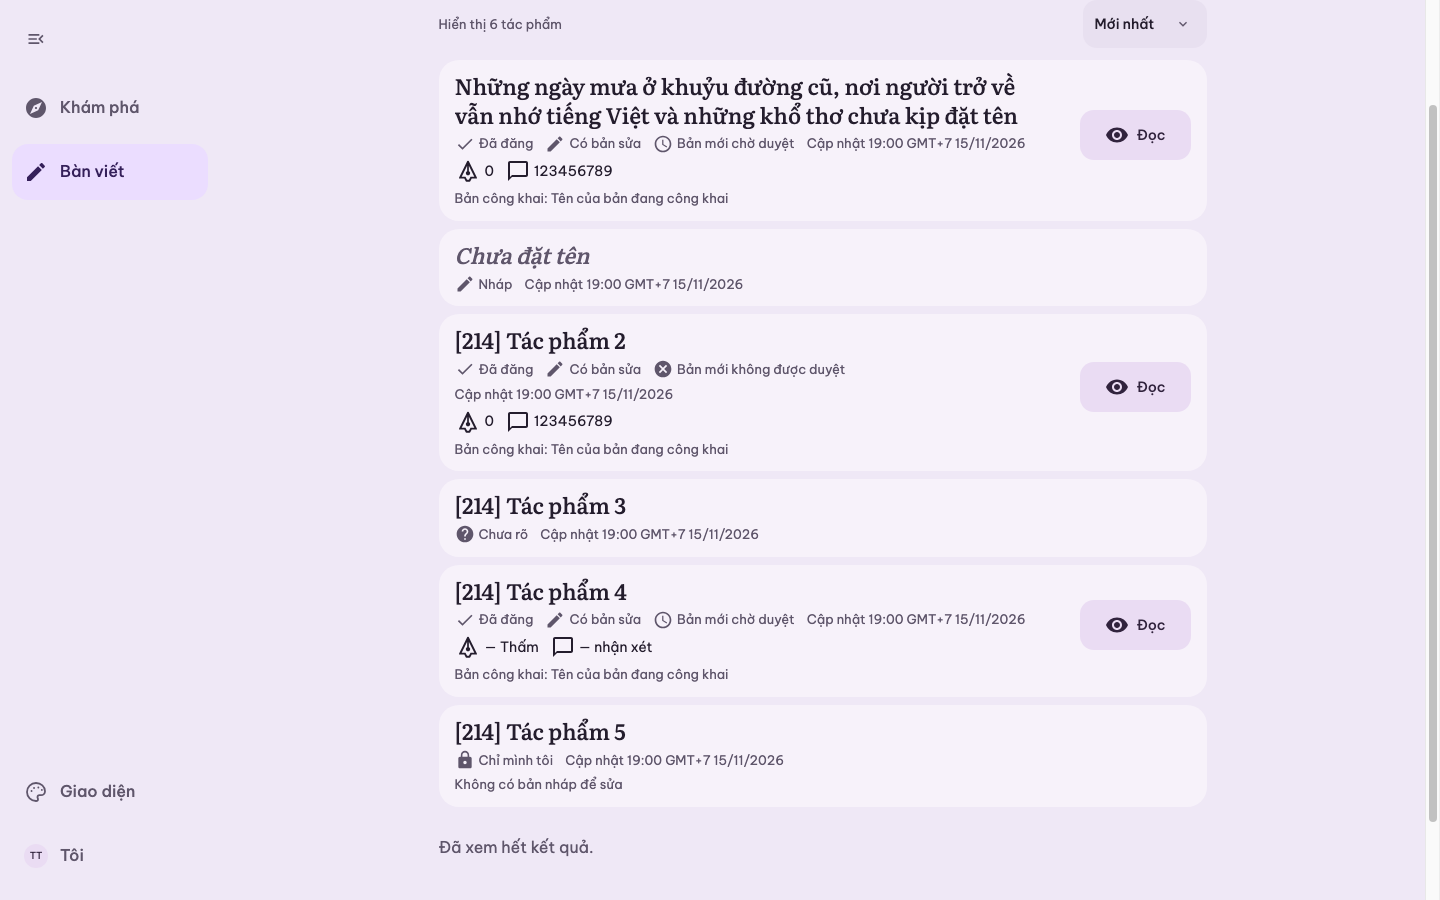 Hiển thị 6 tác phẩm
Mới nhất
Khám phá
Bàn viết
Những ngày mưa ở khuỷu đường cũ, nơi người trở về
vẫn nhớ tiếng Việt và những khổ thơ chưa kịp đặt tên
Đã đăng Có bản sửa Bản mới chờ duyệt Cập nhật 19:00 GMT+7 15/11/2026
0 123456789
Bản công khai: Tên của bản đang công khai
Đọc
Chưa đặt tên
Nháp Cập nhật 19:00 GMT+7 15/11/2026
[214] Tác phẩm 2
Đã đăng Có bản sửa Bản mới không được duyệt
Cập nhật 19:00 GMT+7 15/11/2026
0 123456789
Bản công khai: Tên của bản đang công khai
Đọc
[214] Tác phẩm 3
Chưa rõ Cập nhật 19:00 GMT+7 15/11/2026
[214] Tác phẩm 4
Đã đăng Có bản sửa Bản mới chờ duyệt Cập nhật 19:00 GMT+7 15/11/2026
— Thấm — nhận xét
Bản công khai: Tên của bản đang công khai
Đọc
[214] Tác phẩm 5
Chỉ mình tôi Cập nhật 19:00 GMT+7 15/11/2026
Không có bản nháp để sửa
Đã xem hết kết quả.
Giao diện
TT Tôi